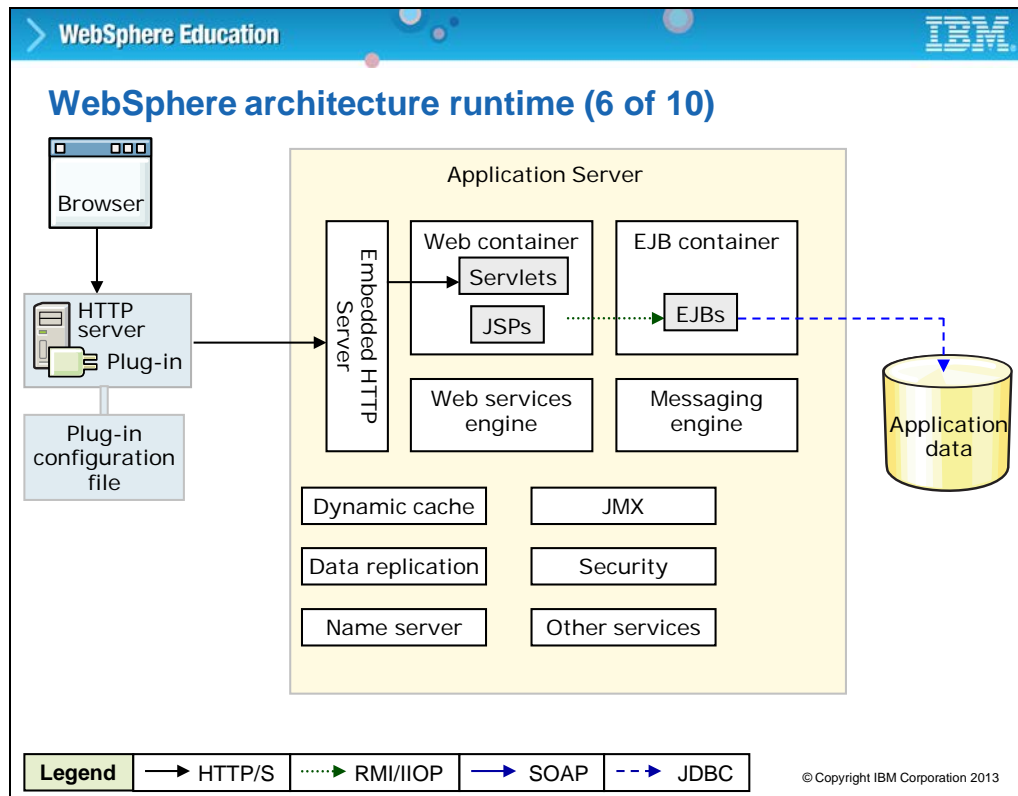 WebSphere Education
IBM
WebSphere architecture runtime (6 of 10)
Browser
HTTP
server
Plug-in
Plug-in
configuration
file
Application Server
Embedded HTTP
Server
Web container
Servlets
JSPs
EJB container
EJBs
Web services
engine
Messaging
engine
Application
data
Dynamic cache
JMX
Data replication
Security
Name server
Other services
Legend
HTTP/S
RMI/IIOP
SOAP
JDBC
© Copyright IBM Corporation 2013